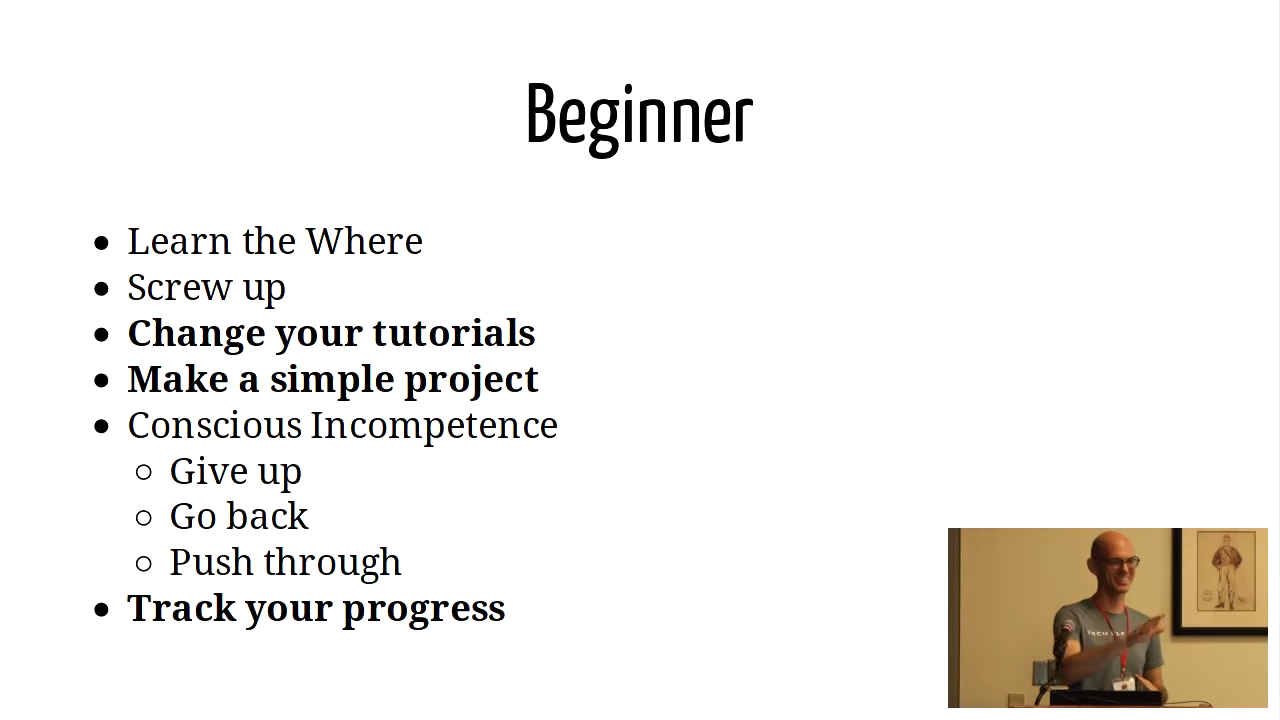 Beginner
Learn the Where
Screw up
Change your tutorials
Make a simple project
Conscious Incompetence
Give up
Go back
Push through
Track your progress